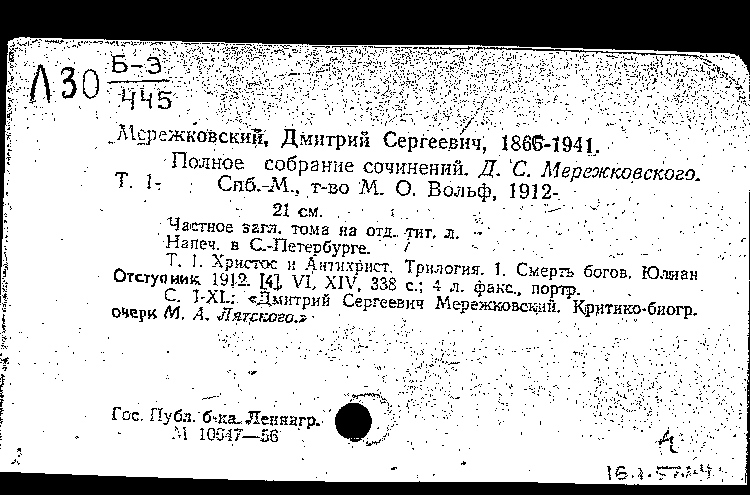 Л30 Б-Э
445
Мережковский, Дмитрий Сергеевич, 1866-1941.
Полное собрание сочинений. Д. С. Мережковского.
Т. 1- Спб.-М., т-во М. О. Вольф, 1912-
21 см.
Частное загл. тома на отд. тит. л.
Напеч. в С.-Петербурге.
Т. 1. Христос и Антихрист. Трилогия. 1. Смерть богов. Юлиан
Отступник 1912. [4], VI, XIV, 338 с.; 4 л. факс., портр.
С. I-XI.: «Дмитрий Сергеевич Мережковский. Критико-биогр.
очерк М. А. Лятского.»
Гос. Публ. б-ка. Ленингр.
М 10647—56